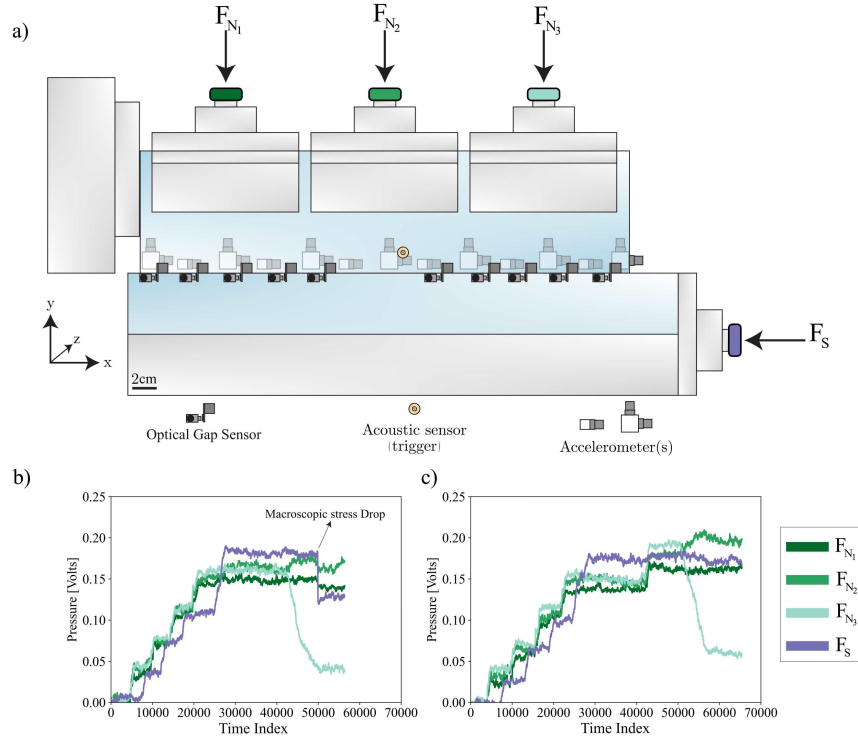 a)
F_N₁ F_N₂ F_N₃
y
z
x
2cm
F_S
Optical Gap Sensor
Acoustic sensor
(trigger)
Accelerometer(s)
b)
Macroscopic stress Drop
Pressure [Volts]
0.25
0.20
0.15
0.10
0.05
0.00
0 10000 20000 30000 40000 50000 60000 70000
Time Index
c)
Pressure [Volts]
0.25
0.20
0.15
0.10
0.05
0.00
0 10000 20000 30000 40000 50000 60000 70000
Time Index
F_N₁
F_N₂
F_N₃
F_S